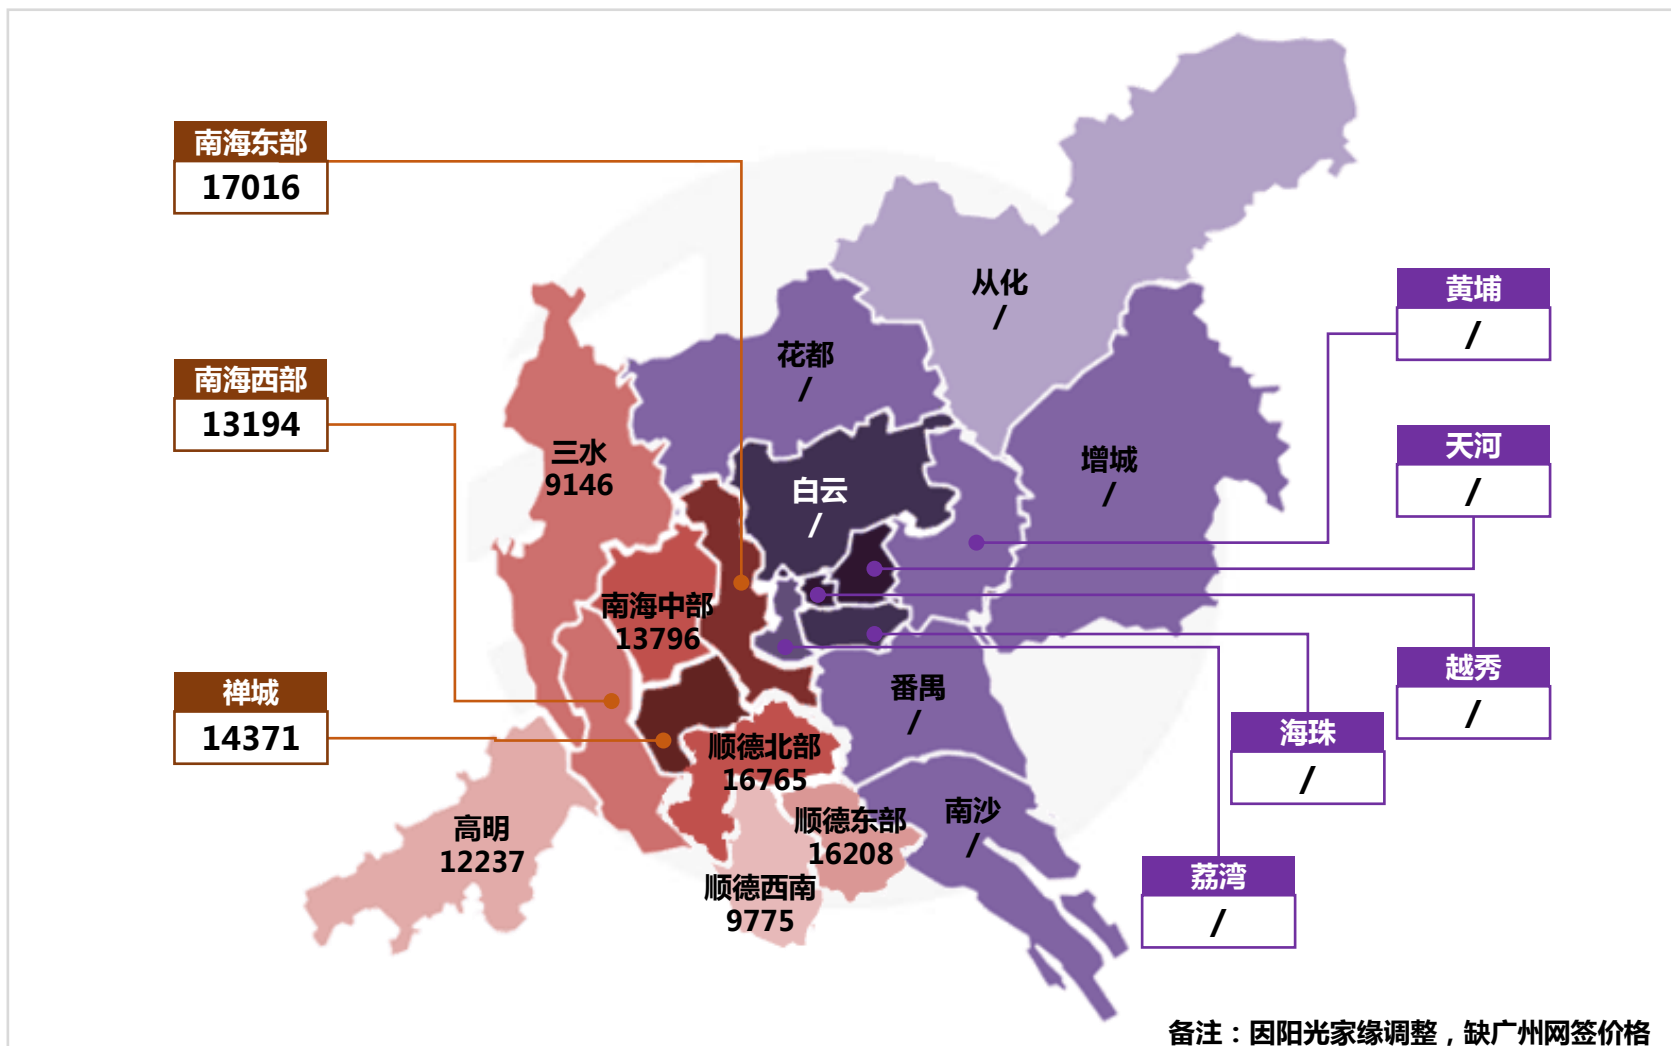 南海东部
17016
南海西部
13194
禅城
14371
从化
/
花都
/
三水
9146
白云
/
增城
/
南海中部
13796
番禺
/
顺德北部
16765
顺德东部
16208
南沙
/
高明
12237
顺德西南
9775
黄埔
/
天河
/
越秀
/
海珠
/
荔湾
/
备注：因阳光家缘调整，缺广州网签价格